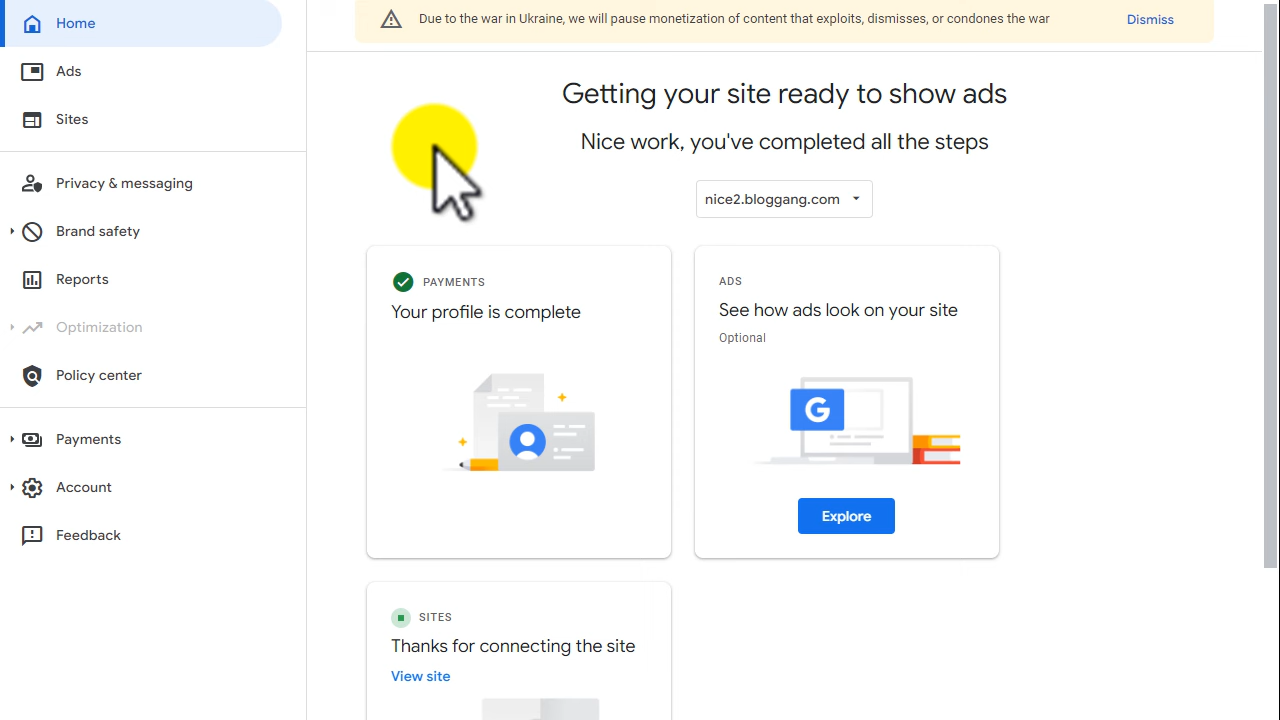 Home
Ads
Sites
Privacy & messaging
Brand safety
Reports
Optimization
Policy center
Payments
Account
Feedback
Due to the war in Ukraine, we will pause monetization of content that exploits, dismisses, or condones the war
Dismiss
Getting your site ready to show ads
Nice work, you've completed all the steps
nice2.bloggang.com
PAYMENTS
Your profile is complete
ADS
See how ads look on your site
Optional
G
Explore
SITES
Thanks for connecting the site
View site